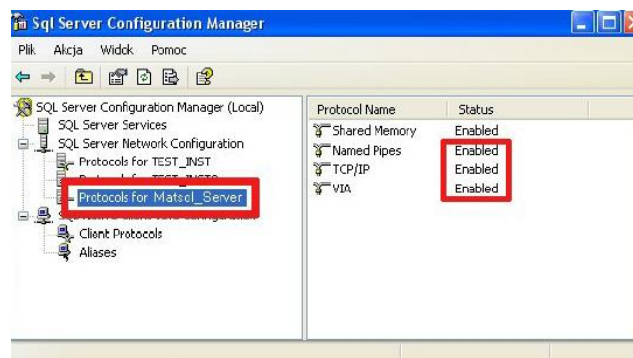 Sql Server Configuration Manager
Plik Akcja Widok Pomoc
SQL Server Configuration Manager (Local)
SQL Server Services
SQL Server Network Configuration
Protocols for TEST_INST
Protocols for Matsol_Server
Client Protocols
Aliases
Protocol Name Status
Shared Memory Enabled
Named Pipes Enabled
TCP/IP Enabled
VIA Enabled